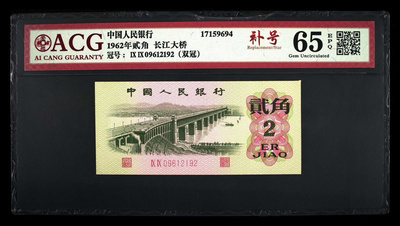 ACG
AI CANG GUARANTY
中国人民银行 17159694
1962年贰角 长江大桥
冠号：IX IX 09612192（双冠）
补号
Replacement/Star
65 EPQ
Gem Uncirculated
中国人民银行
贰角
2
ER
JIAO
IX IX 09612192